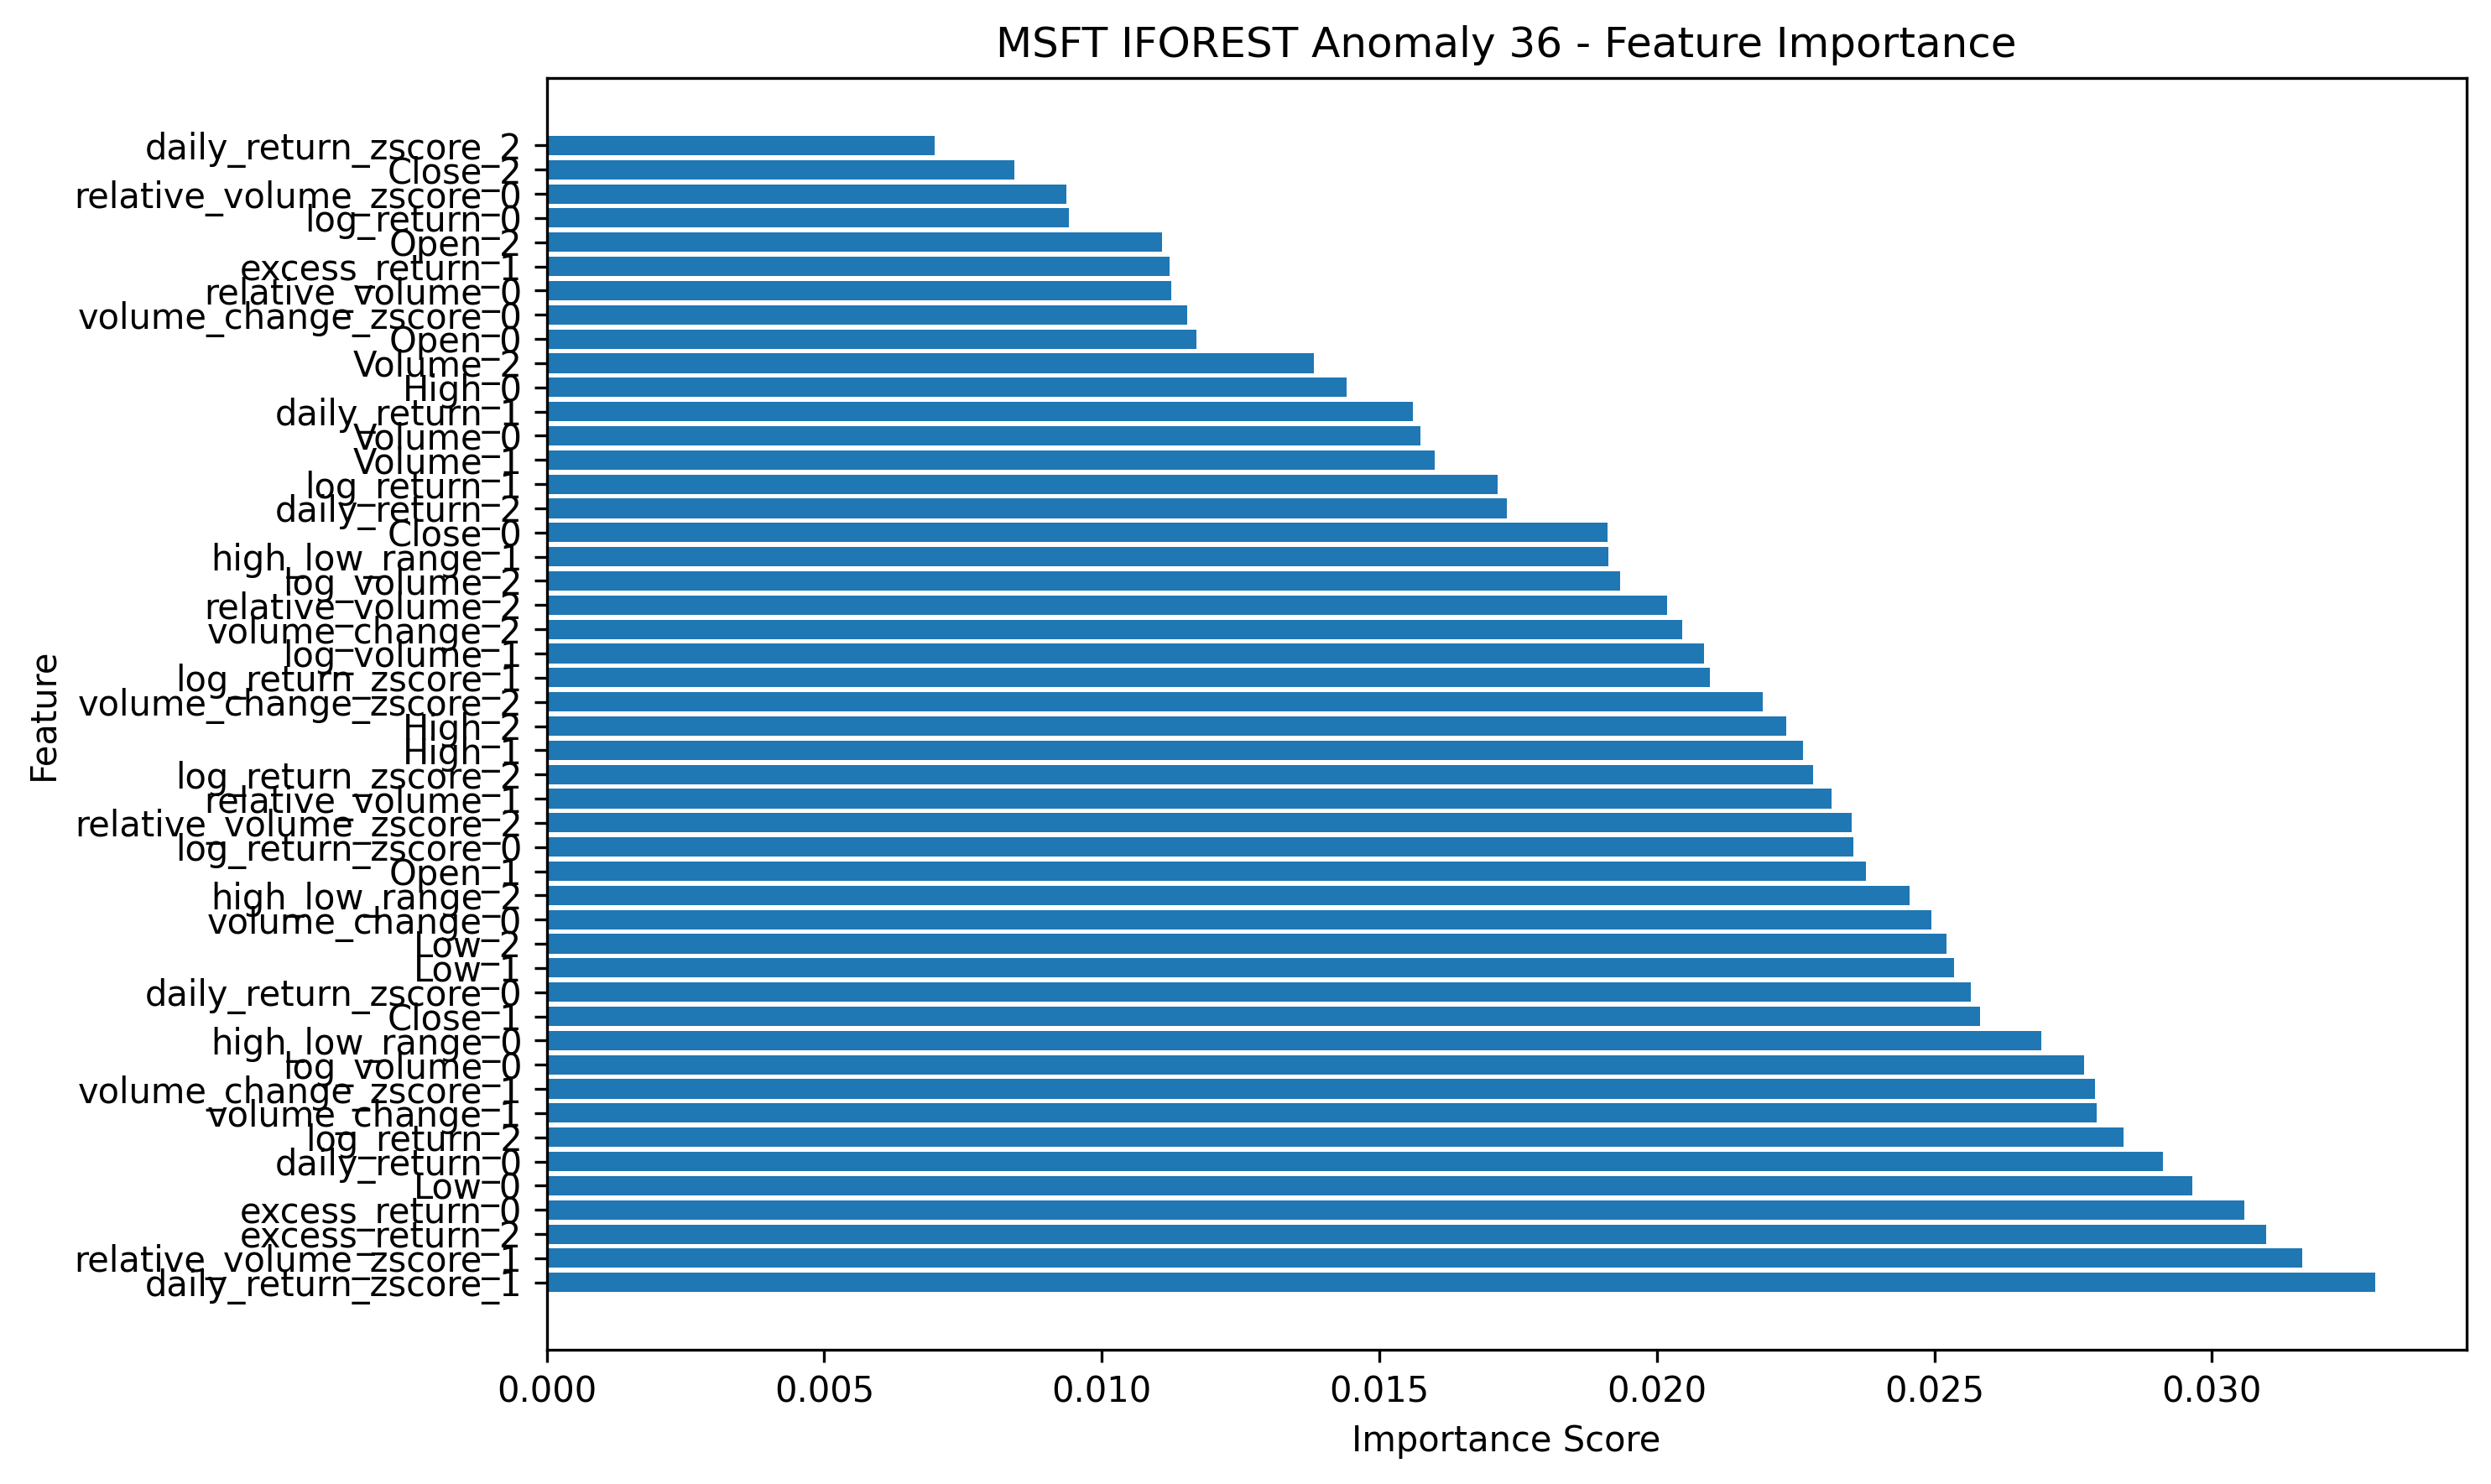 MSFT IFOREST Anomaly 36 - Feature Importance
daily_return_zscore_2
Close_2
relative_volume_zscore_0
log_return_0
Open_2
excess_return_1
relative_volume_0
volume_change_zscore_0
Open_0
Volume_2
High_0
daily_return_1
Volume_0
Volume_1
log_return_1
daily_return_2
Close_0
high_low_range_1
log_volume_2
relative_volume_2
volume_change_2
log_volume_1
log_return_zscore_1
volume_change_zscore_2
High_2
High_1
log_return_zscore_2
relative_volume_1
relative_volume_zscore_2
log_return_zscore_0
Open_1
high_low_range_2
volume_change_0
Low_2
Low_1
daily_return_zscore_0
Close_1
high_low_range_0
log_volume_0
volume_change_zscore_1
volume_change_1
log_return_2
daily_return_0
Low_0
excess_return_0
excess_return_2
relative_volume_zscore_1
daily_return_zscore_1
Feature
0.000 0.005 0.010 0.015 0.020 0.025 0.030
Importance Score